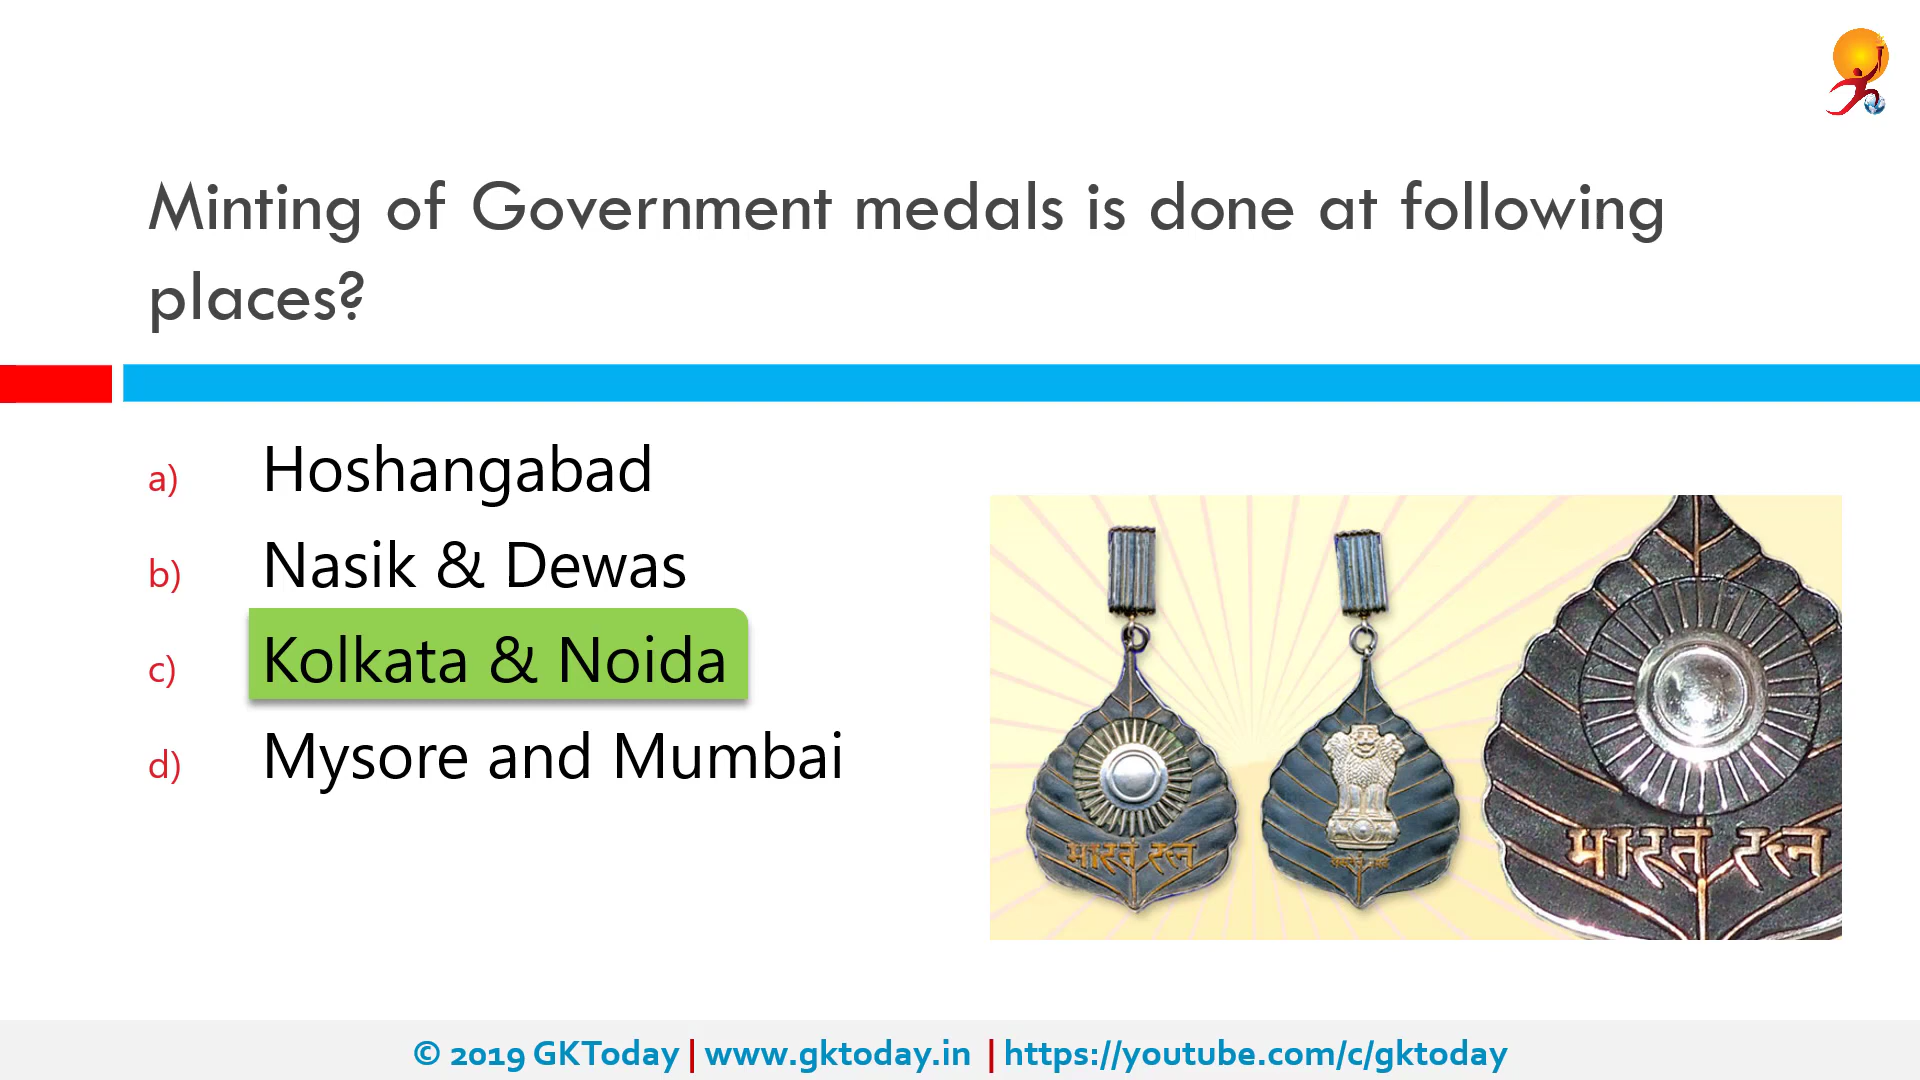 Minting of Government medals is done at following
places?
a) Hoshangabad
b) Nasik & Dewas
c) Kolkata & Noida
d) Mysore and Mumbai
भारत रत्न
भारत रत्न
© 2019 GKToday | www.gktoday.in | https://youtube.com/c/gktoday